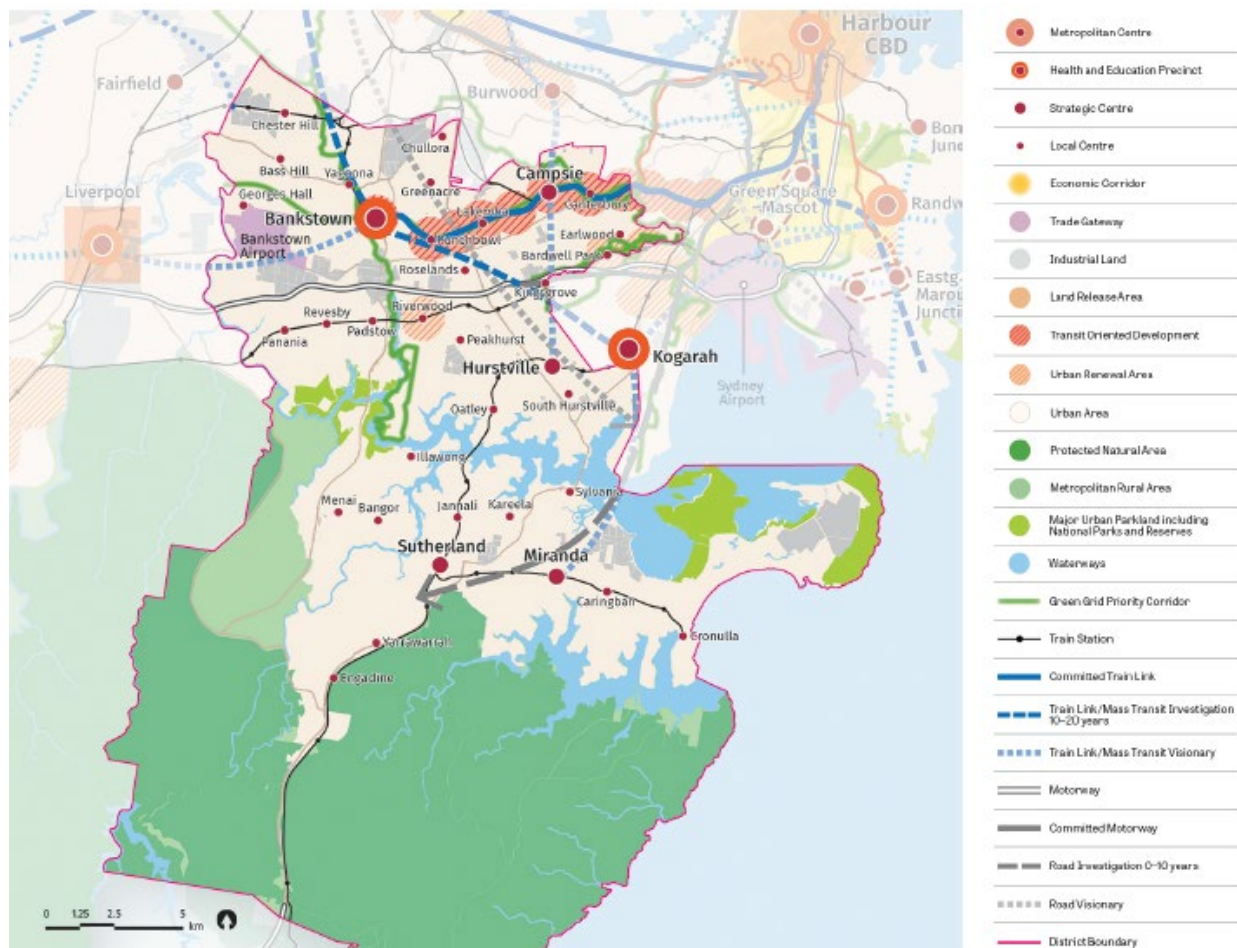 Harbour
CBD
Fairfield
Burwood
Chester Hill
Chullora
Bon
June
Bass Hill
Yagoona
Campsie
Liverpool
Georges Hall
Greenacre
Green Square
-Mascot
Randw
Canterbury
Lakemba
Bankstown
Earlwood
Bankstown
Airport
Punchbowl
Bardwell Park
Roselands
Eastg
Marou
Juncti
Kingsgrove
Revesby
Riverwood
Panania
Padstow
Peakhurst
Kogarah
Hurstville
Sydney
Airport
Oatley
South Hurstville
Illawong
Menai
Bangor
Jannali
Kareela
Sylvania
Sutherland
Miranda
Caringbah
Cronulla
Yarrawarrah
Engadine
0 1.25 2.5 5
km
Metropolitan Centre
Health and Education Precinct
Strategic Centre
Local Centre
Economic Corridor
Trade Gateway
Industrial Land
Land Release Area
Transit Oriented Development
Urban Renewal Area
Urban Area
Protected Natural Area
Metropolitan Rural Area
Major Urban Parkland including
National Parks and Reserves
Waterways
Green Grid Priority Corridor
Train Station
Committed Train Link
Train Link/Mass Transit Investigation
10–20 years
Train Link/Mass Transit Visionary
Motorway
Committed Motorway
Road Investigation 0–10 years
Road Visionary
District Boundary